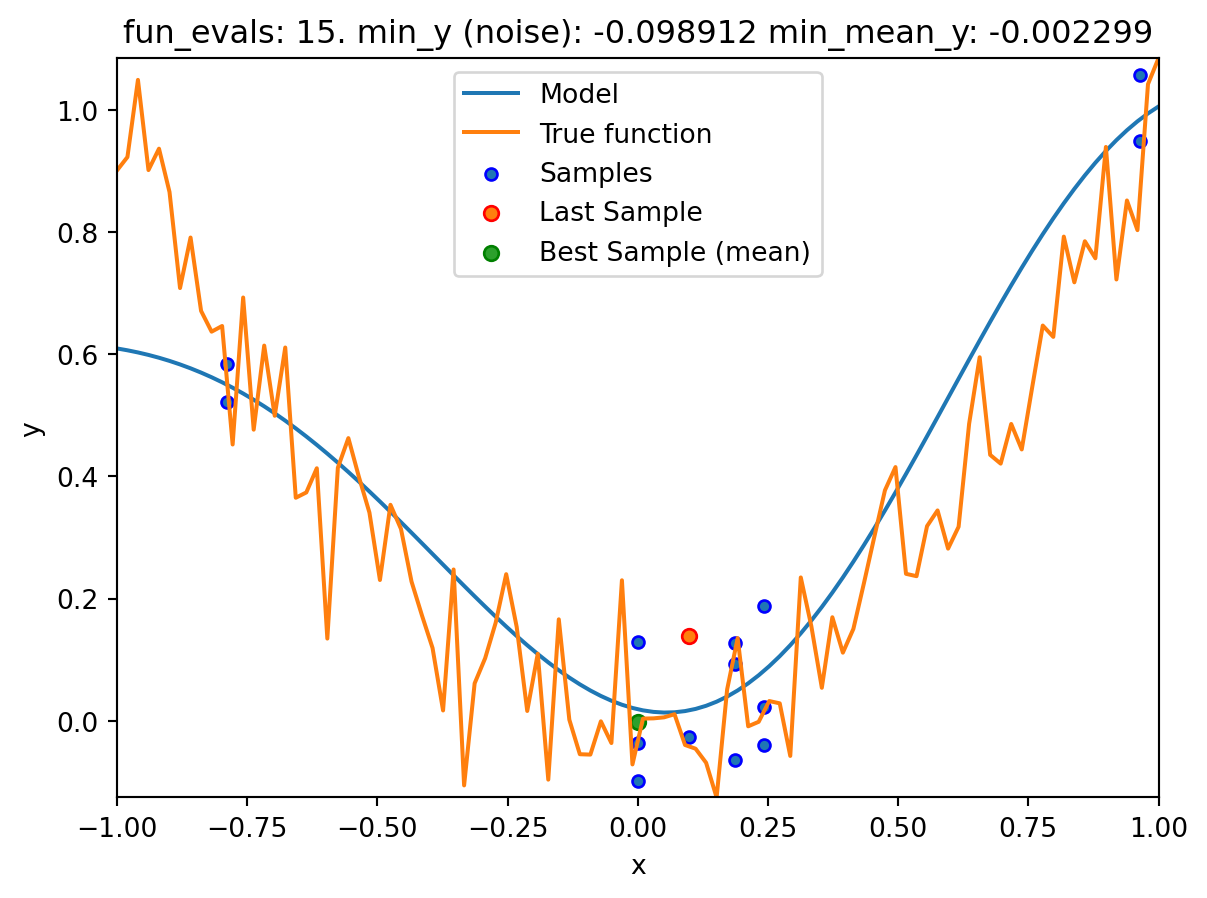 fun_evals: 15. min_y (noise): -0.098912 min_mean_y: -0.002299
Model
True function
Samples
Last Sample
Best Sample (mean)
1.0
0.8
0.6
0.4
0.2
0.0
y
−1.00 −0.75 −0.50 −0.25 0.00 0.25 0.50 0.75 1.00
x